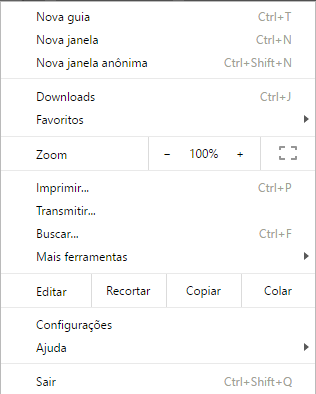 Nova guia Ctrl+T
Nova janela Ctrl+N
Nova janela anônima Ctrl+Shift+N
Downloads Ctrl+J
Favoritos
Zoom − 100% +
Imprimir... Ctrl+P
Transmitir...
Buscar... Ctrl+F
Mais ferramentas
Editar Recortar Copiar Colar
Configurações
Ajuda
Sair Ctrl+Shift+Q